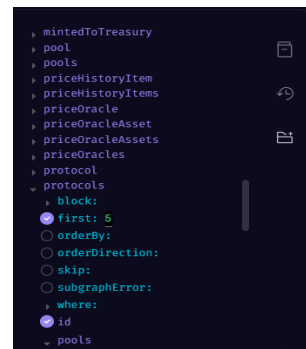 mintedToTreasury
pool
pools
priceHistoryItem
priceHistoryItems
priceOracle
priceOracleAsset
priceOracleAssets
priceOracles
protocol
protocols
block:
first: 5
orderBy:
orderDirection:
skip:
subgraphError:
where:
id
pools